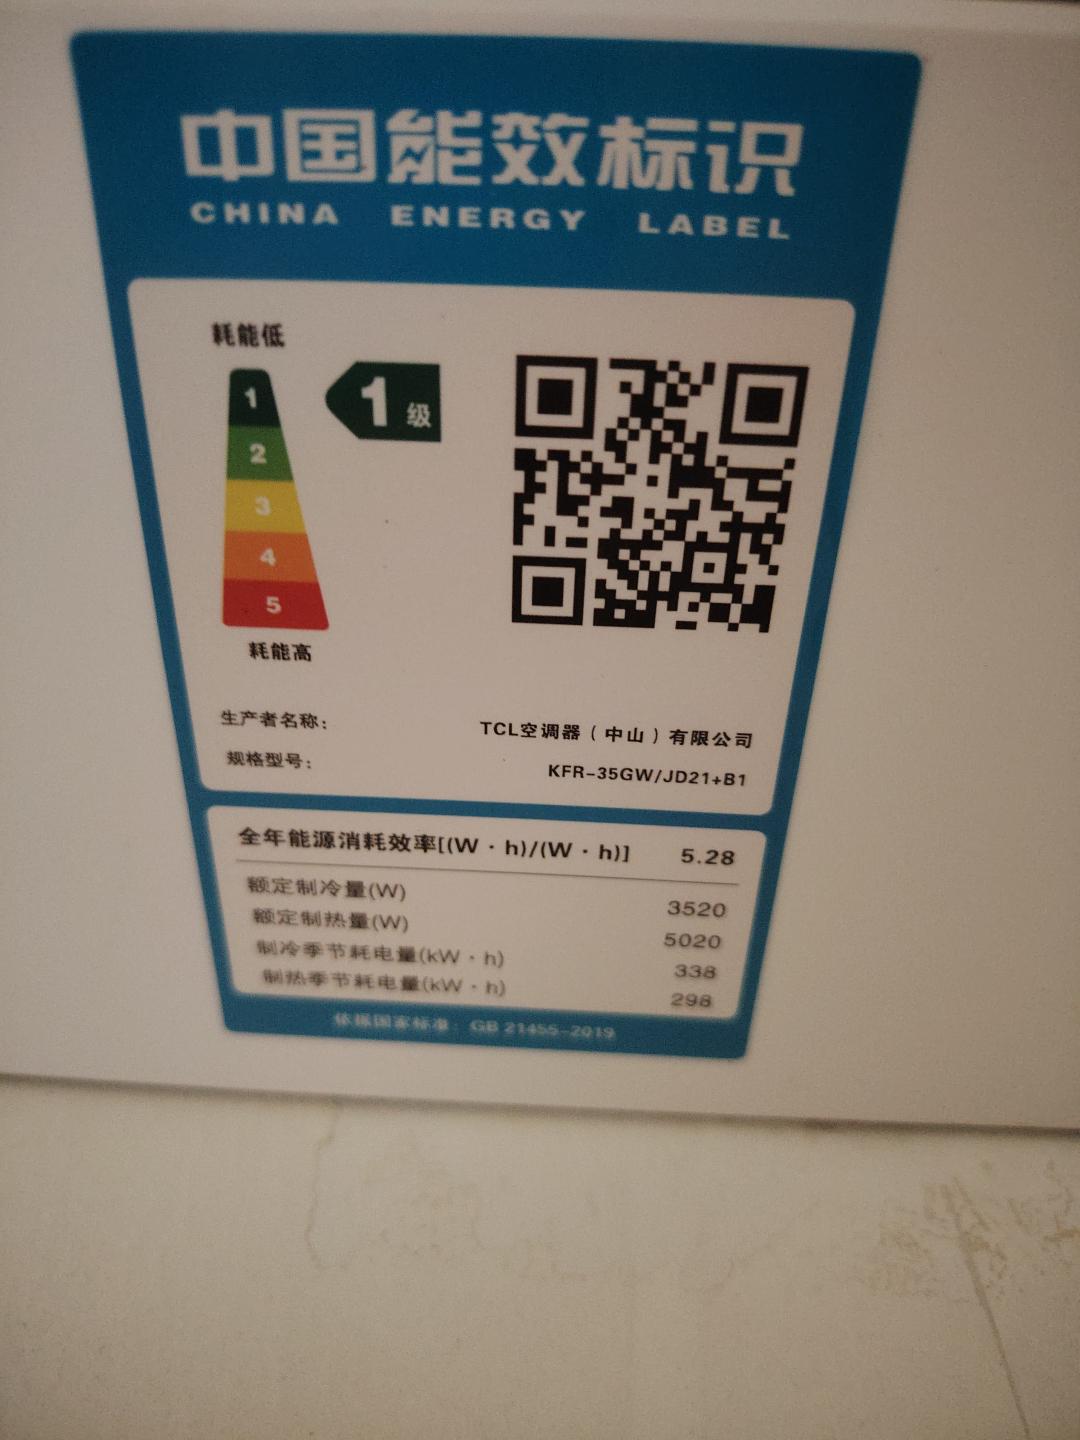 中国能效标识
CHINA ENERGY LABEL
耗能低
1
1级
2
3
4
5
耗能高
生产者名称: TCL空调器（中山）有限公司
规格型号: KFR-35GW/JD21+B1
全年能源消耗效率[(W·h)/(W·h)] 5.28
额定制冷量(W) 3520
额定制热量(W) 5020
制冷季节耗电量(kW·h) 338
制热季节耗电量(kW·h) 298
依据国家标准: GB 21455-2019